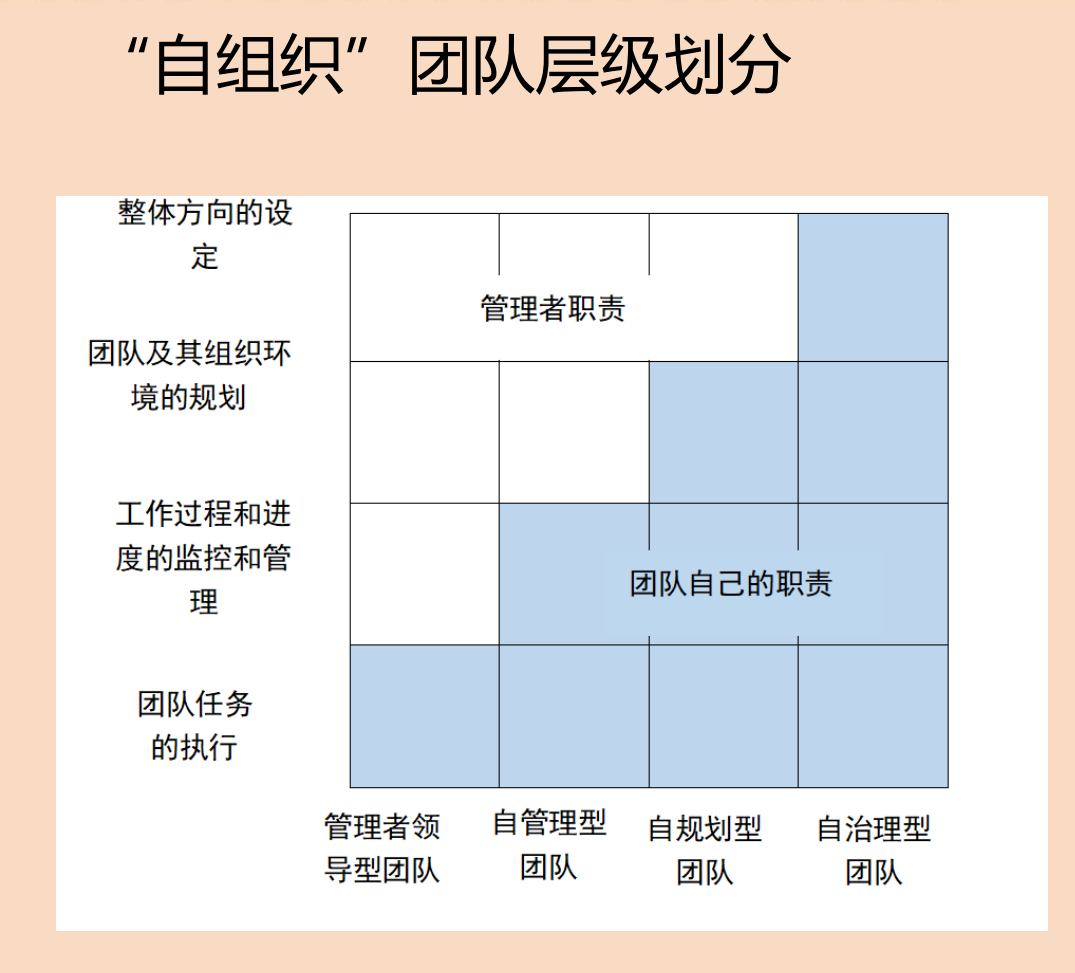 “自组织”团队层级划分
整体方向的设
定
管理者职责
团队及其组织环
境的规划
工作过程和进
度的监控和管
理
团队自己的职责
团队任务
的执行
管理者领
导型团队
自管理型
团队
自规划型
团队
自治理型
团队